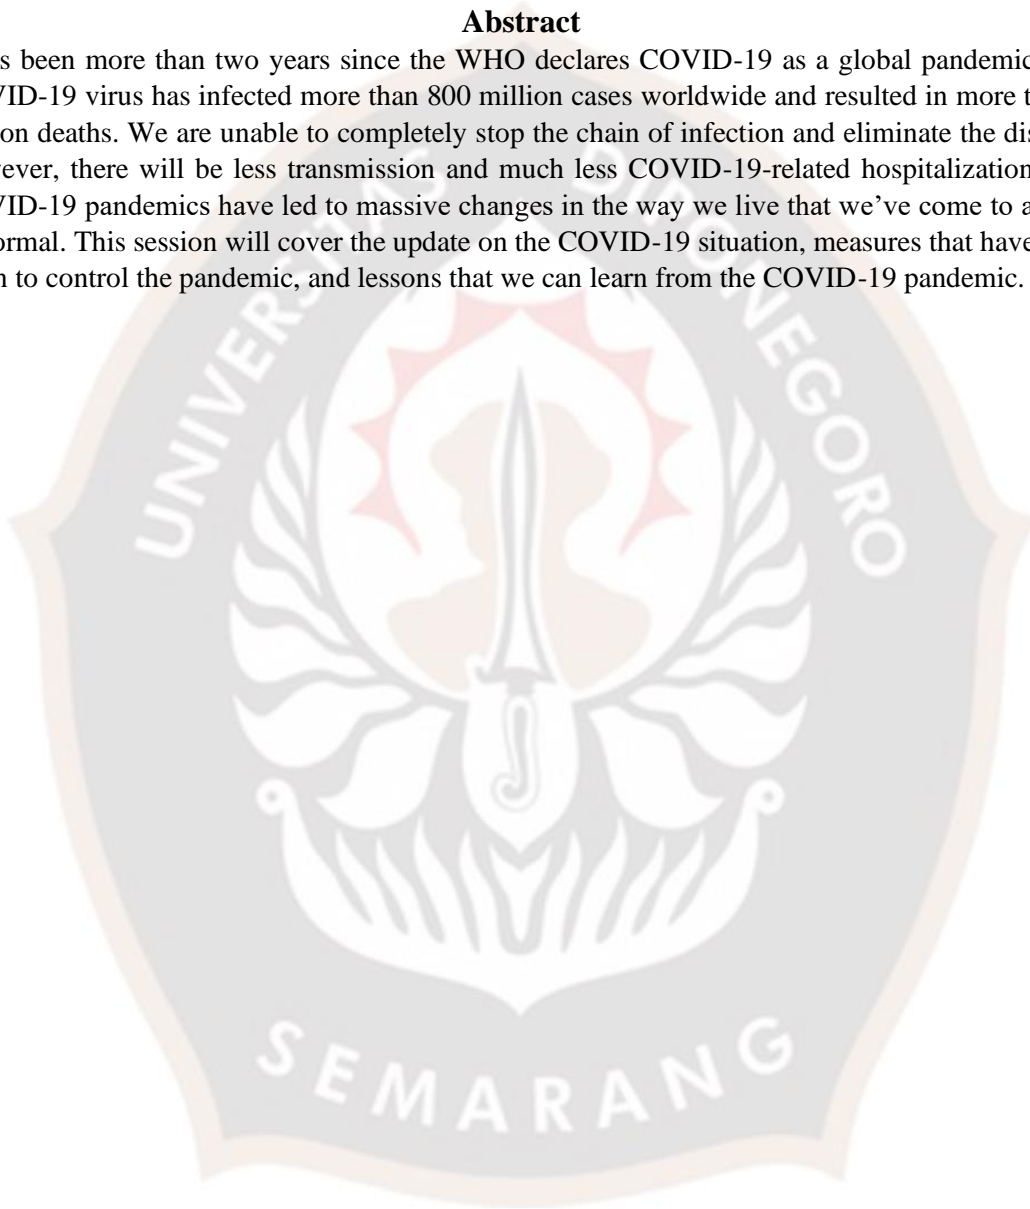 Abstract
s been more than two years since the WHO declares COVID-19 as a global pandemic
VID-19 virus has infected more than 800 million cases worldwide and resulted in more t
on deaths. We are unable to completely stop the chain of infection and eliminate the dis
vever, there will be less transmission and much less COVID-19-related hospitalization
VID-19 pandemics have led to massive changes in the way we live that we’ve come to a
ormal. This session will cover the update on the COVID-19 situation, measures that have
n to control the pandemic, and lessons that we can learn from the COVID-19 pandemic.
UNIVERSITAS DIPONEGORO
SEMARANG